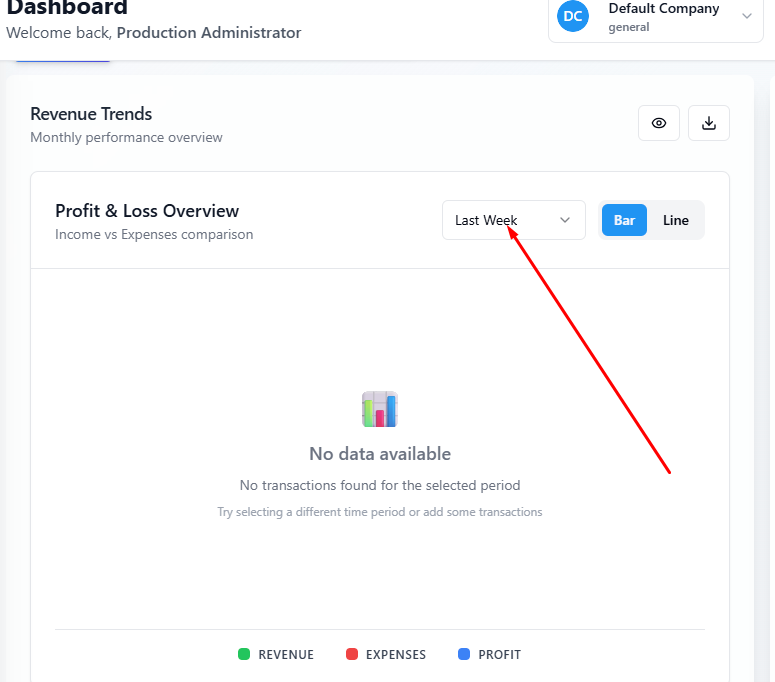 Dashboard
Welcome back, Production Administrator
DC
Default Company
general
Revenue Trends
Monthly performance overview
Profit & Loss Overview
Income vs Expenses comparison
Last Week
Bar
Line
No data available
No transactions found for the selected period
Try selecting a different time period or add some transactions
REVENUE
EXPENSES
PROFIT